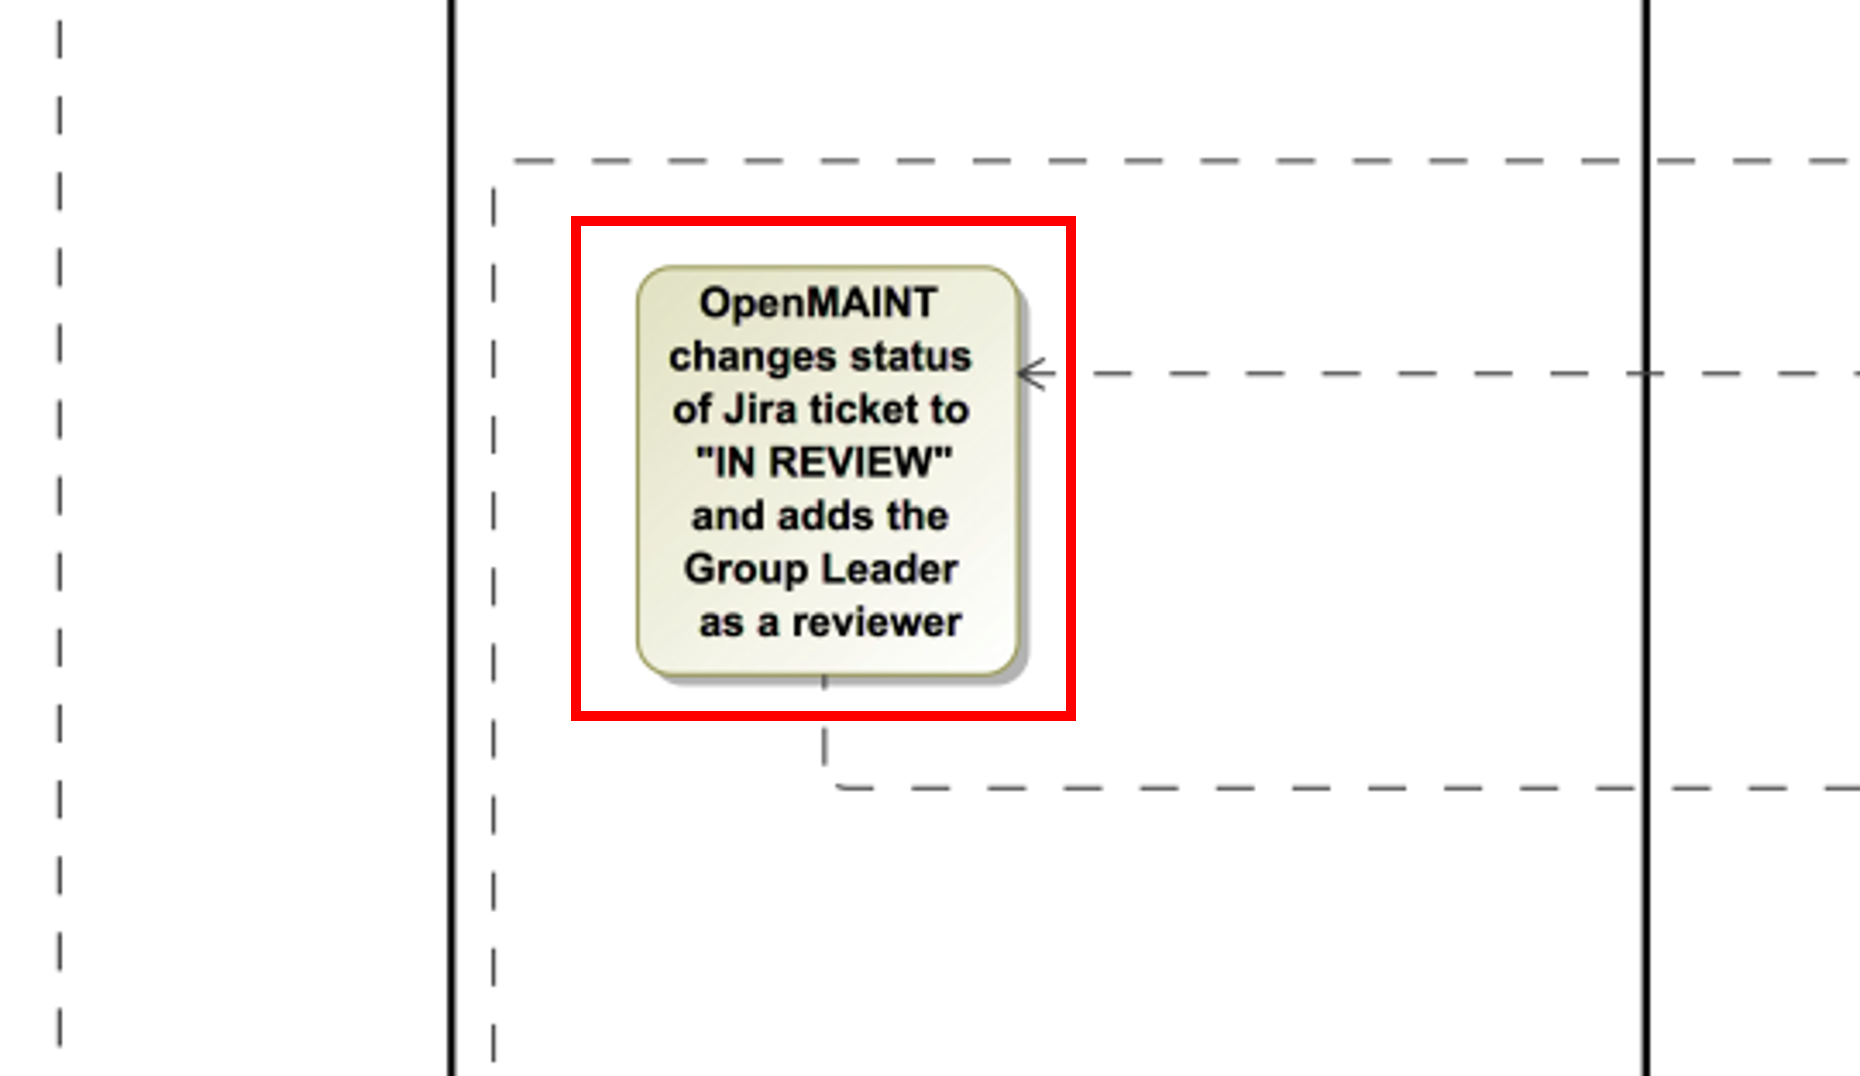 OpenMAINT
changes status
of Jira ticket to
"IN REVIEW"
and adds the
Group Leader
as a reviewer